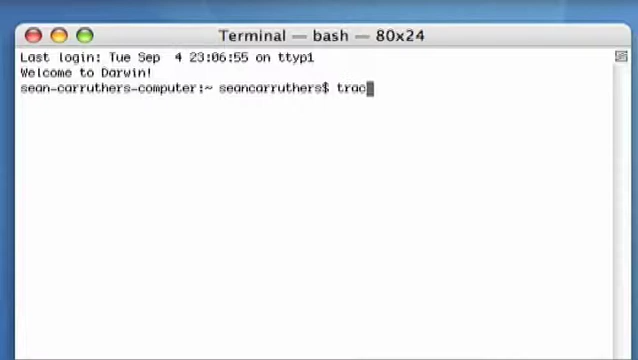 Terminal — bash — 80x24
Last login: Tue Sep  4 23:06:55 on ttyp1
Welcome to Darwin!
sean-carruthers-computer:~ seancarruthers$ trac